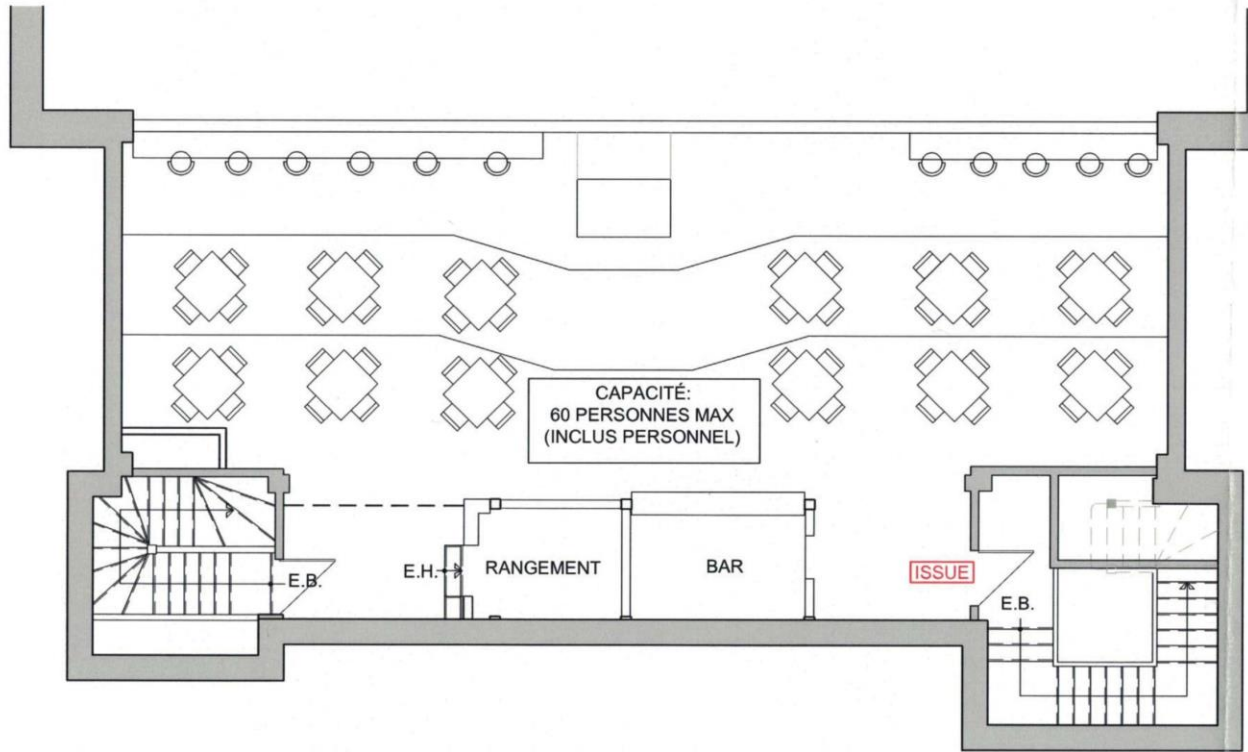 CAPACITÉ:
60 PERSONNES MAX
(INCLUS PERSONNEL)
E.B.
E.H.
RANGEMENT
BAR
ISSUE
E.B.